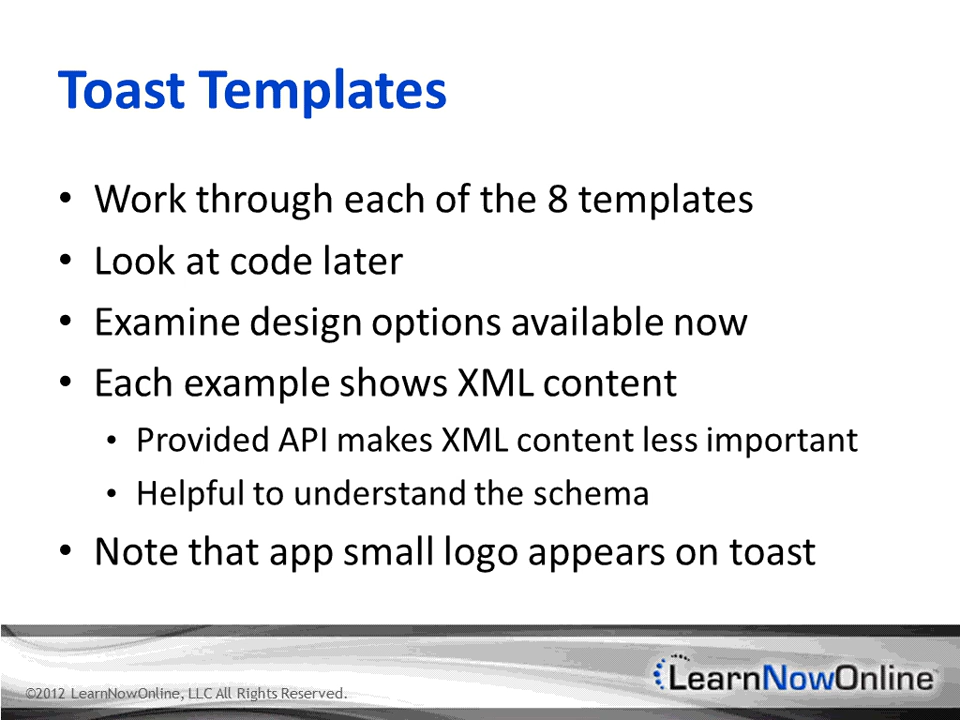 Toast Templates
• Work through each of the 8 templates
• Look at code later
• Examine design options available now
• Each example shows XML content
• Provided API makes XML content less important
• Helpful to understand the schema
• Note that app small logo appears on toast
©2012 LearnNowOnline, LLC All Rights Reserved.
LearnNowOnline